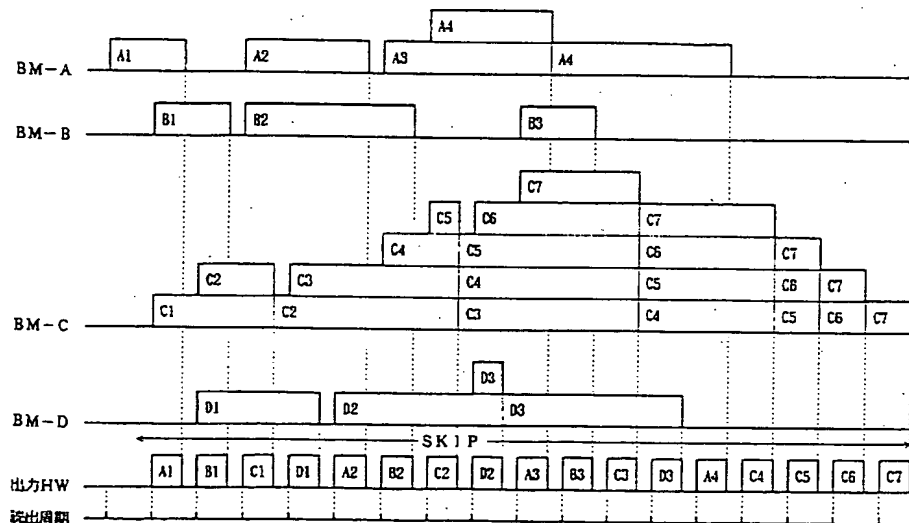 A4
BM-A A1 A2 A3 A4
BM-B B1 B2 B3
C7
C5 C6 C7
C4 C5 C6 C7
C2 C3 C4 C5 C6 C7
BM-C C1 C2 C3 C4 C5 C6 C7
D3
BM-D D1 D2 D3
SKIP
出力HW A1 B1 C1 D1 A2 B2 C2 D2 A3 B3 C3 D3 A4 C4 C5 C6 C7
読出周期